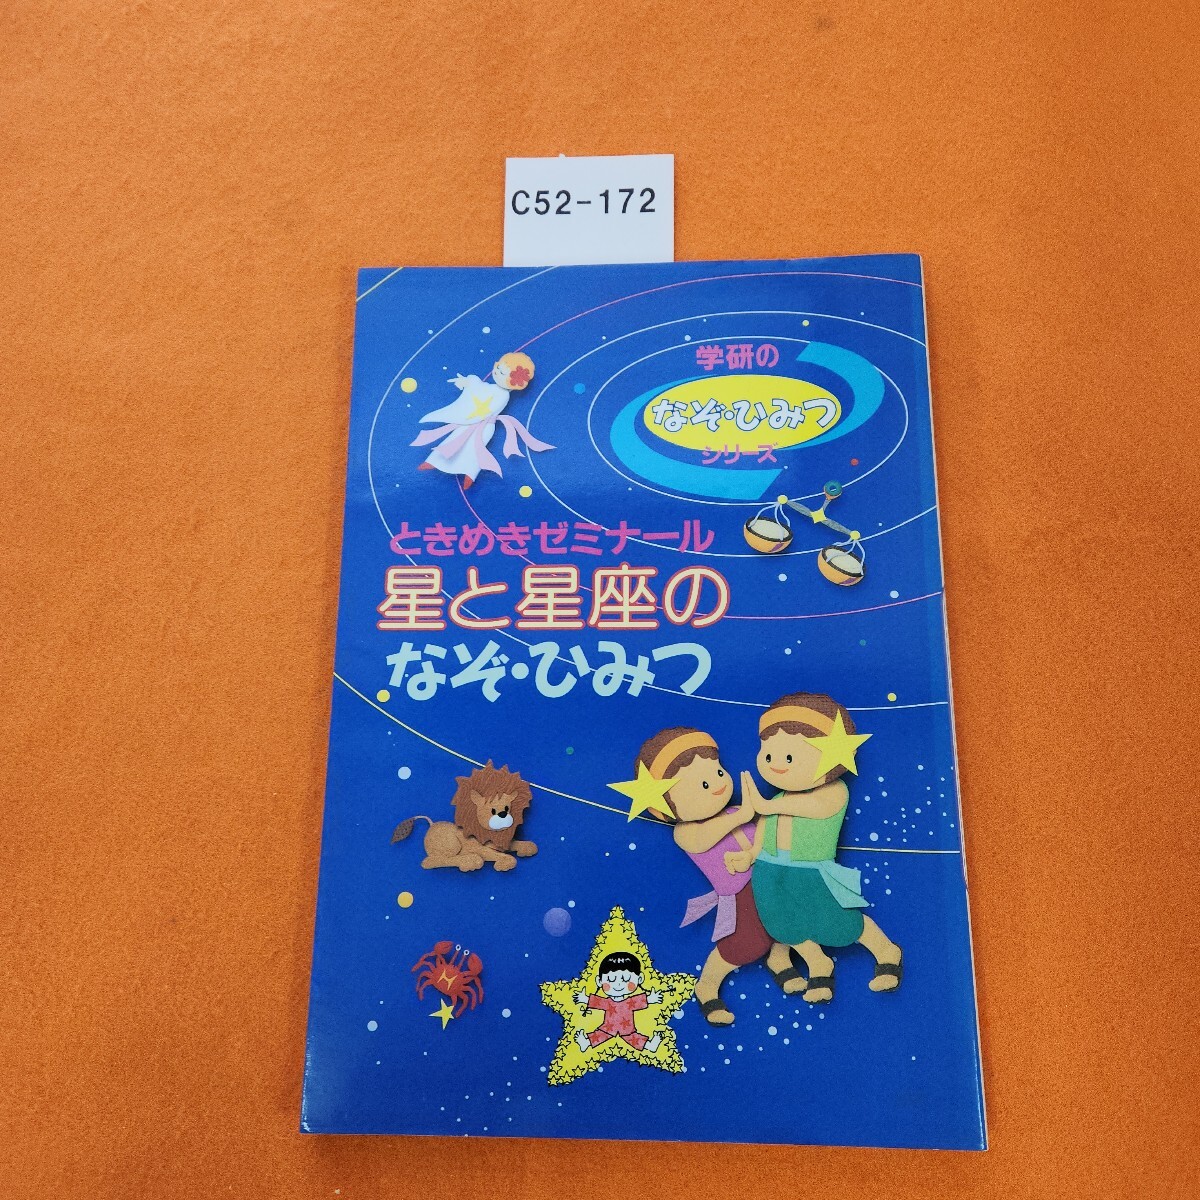 C52-172
学研の
なぞ・ひみつ
シリーズ
ときめきゼミナール
星と星座の
なぞ・ひみつ